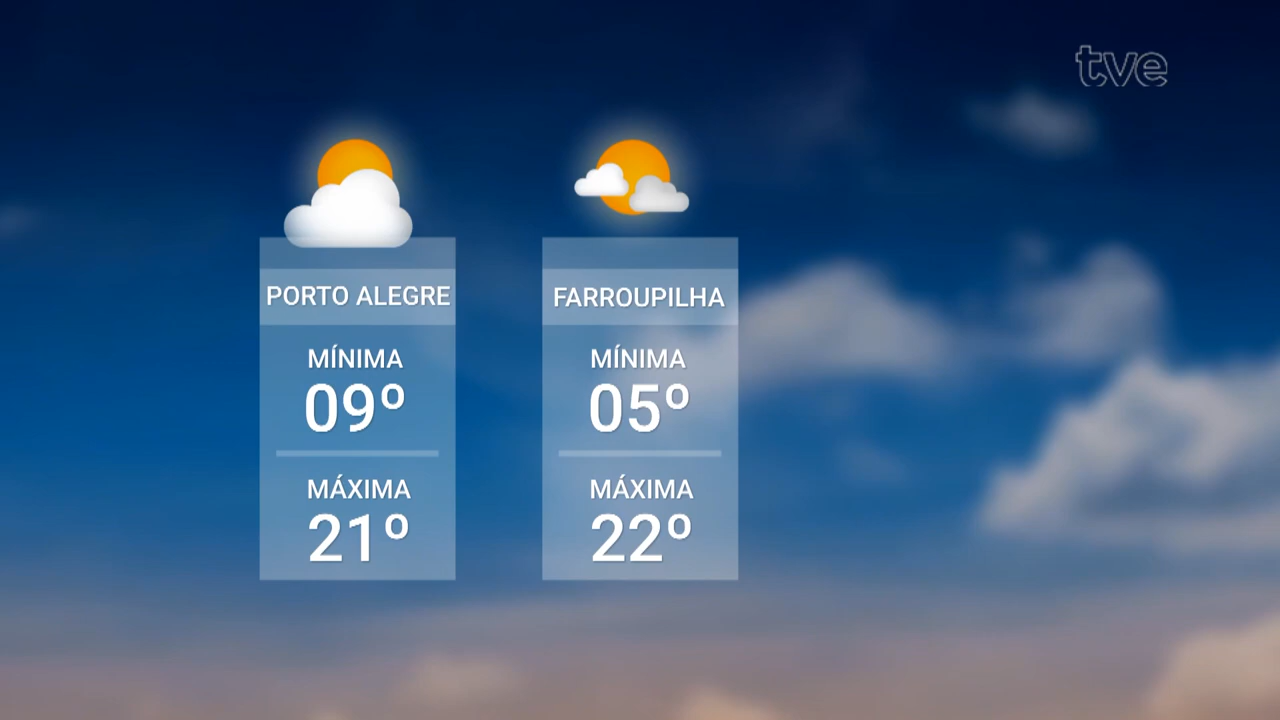 tve
PORTO ALEGRE
MÍNIMA
09º
MÁXIMA
21º
FARROUPILHA
MÍNIMA
05º
MÁXIMA
22º